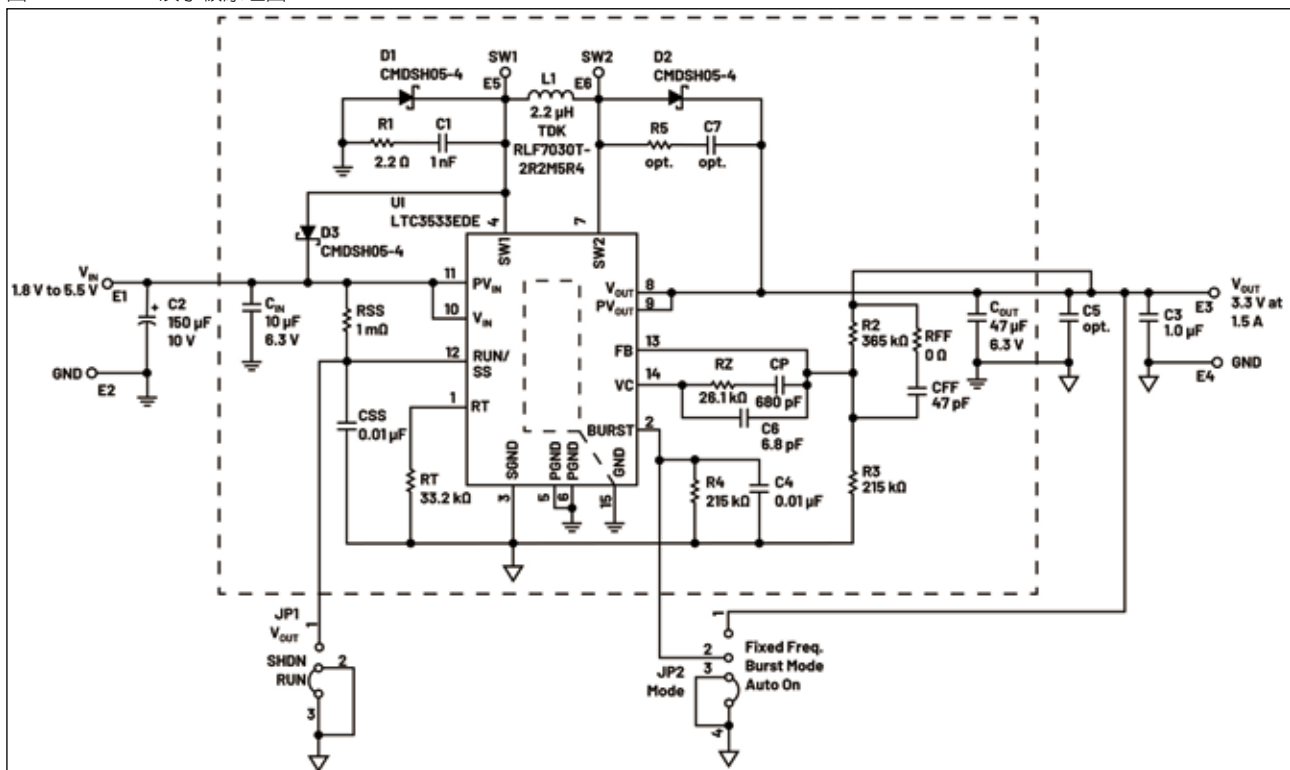 D1
CMDSH05-4
SW1
E5
L1
2.2 µH
TDK
RLF7030T-
2R2M5R4
SW2
E6
D2
CMDSH05-4
R1
2.2 Ω
C1
1 nF
R5
opt.
C7
opt.
U1
LTC3533EDE
D3
CMDSH05-4
4
SW1
7
SW2
VIN
1.8 V to 5.5 V
E1
C2
150 µF
10 V
GND
E2
CIN
10 µF
6.3 V
RSS
1 mΩ
CSS
0.01 µF
RT
33.2 kΩ
11
PVIN
10
VIN
12
RUN/
SS
1
RT
SGND
3
PGND
5
PGND
6
GND
15
VOUT
8
PVOUT
9
FB
13
VC
14
BURST
2
RZ
26.1 kΩ
CP
680 pF
C6
6.8 pF
R4
215 kΩ
C4
0.01 µF
R2
365 kΩ
RFF
0 Ω
CFF
47 pF
R3
215 kΩ
COUT
47 µF
6.3 V
C5
opt.
C3
1.0 µF
E3
VOUT
3.3 V at
1.5 A
GND
E4
JP1
VOUT
1
SHDN
2
RUN
3
JP2
Mode
1
2
3
4
Fixed Freq.
Burst Mode
Auto On